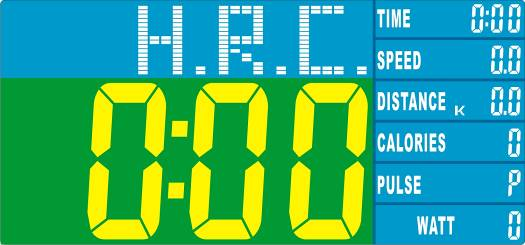 H.R.C.
0:00
TIME 0:00
SPEED 0.0
DISTANCE K 0.0
CALORIES 0
PULSE P
WATT 0